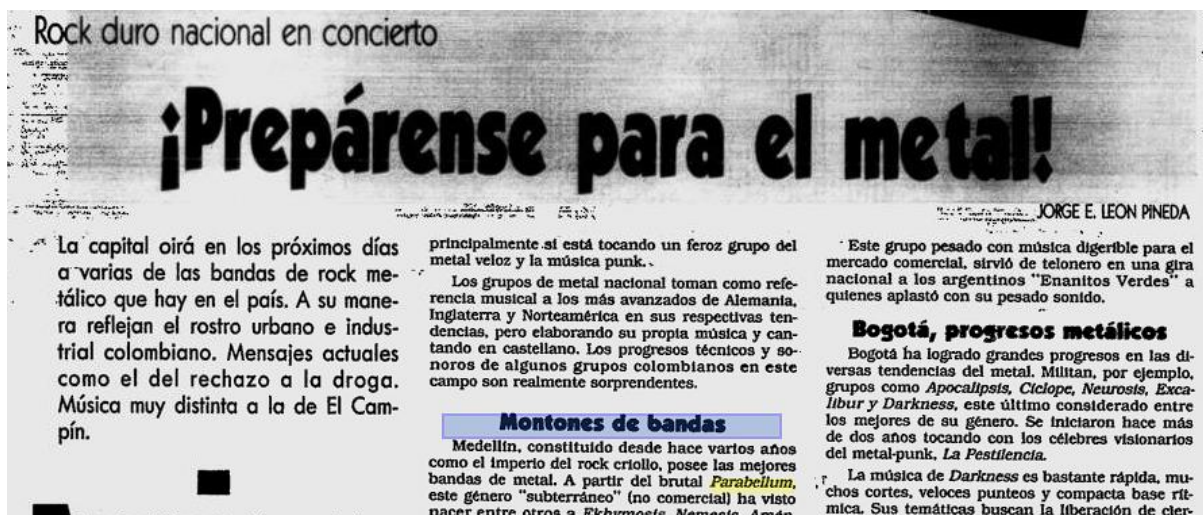 Rock duro nacional en concierto
¡Prepárense para el metal!
JORGE E. LEON PINEDA
La capital oirá en los próximos días
a varias de las bandas de rock me-
tálico que hay en el país. A su mane-
ra reflejan el rostro urbano e indus-
trial colombiano. Mensajes actuales
como el del rechazo a la droga.
Música muy distinta a la de El Cam-
pín.
principalmente si está tocando un feroz grupo del
metal veloz y la música punk.
Los grupos de metal nacional toman como refe-
rencia musical a los más avanzados de Alemania,
Inglaterra y Norteamérica en sus respectivas ten-
dencias, pero elaborando su propia música y can-
tando en castellano. Los progresos técnicos y so-
noros de algunos grupos colombianos en este
campo son realmente sorprendentes.
Montones de bandas
Medellín, constituido desde hace varios años
como el imperio del rock criollo, posee las mejores
bandas de metal. A partir del brutal Parabellum,
este género "subterráneo" (no comercial) ha visto
nacer entre otros a Ekhymosis, Nemesis, Amén,
Este grupo pesado con música digerible para el
mercado comercial, sirvió de telonero en una gira
nacional a los argentinos "Enanitos Verdes" a
quienes aplastó con su pesado sonido.
Bogotá, progresos metálicos
Bogotá ha logrado grandes progresos en las di-
versas tendencias del metal. Militan, por ejemplo,
grupos como Apocalipsis, Cíclope, Neurosis, Exca-
libur y Darkness, este último considerado entre
los mejores de su género. Se iniciaron hace más
de dos años tocando con los célebres visionarios
del metal-punk, La Pestilencia.
La música de Darkness es bastante rápida, mu-
chos cortes, veloces punteos y compacta base rít-
mica. Sus temáticas buscan la liberación de cier-